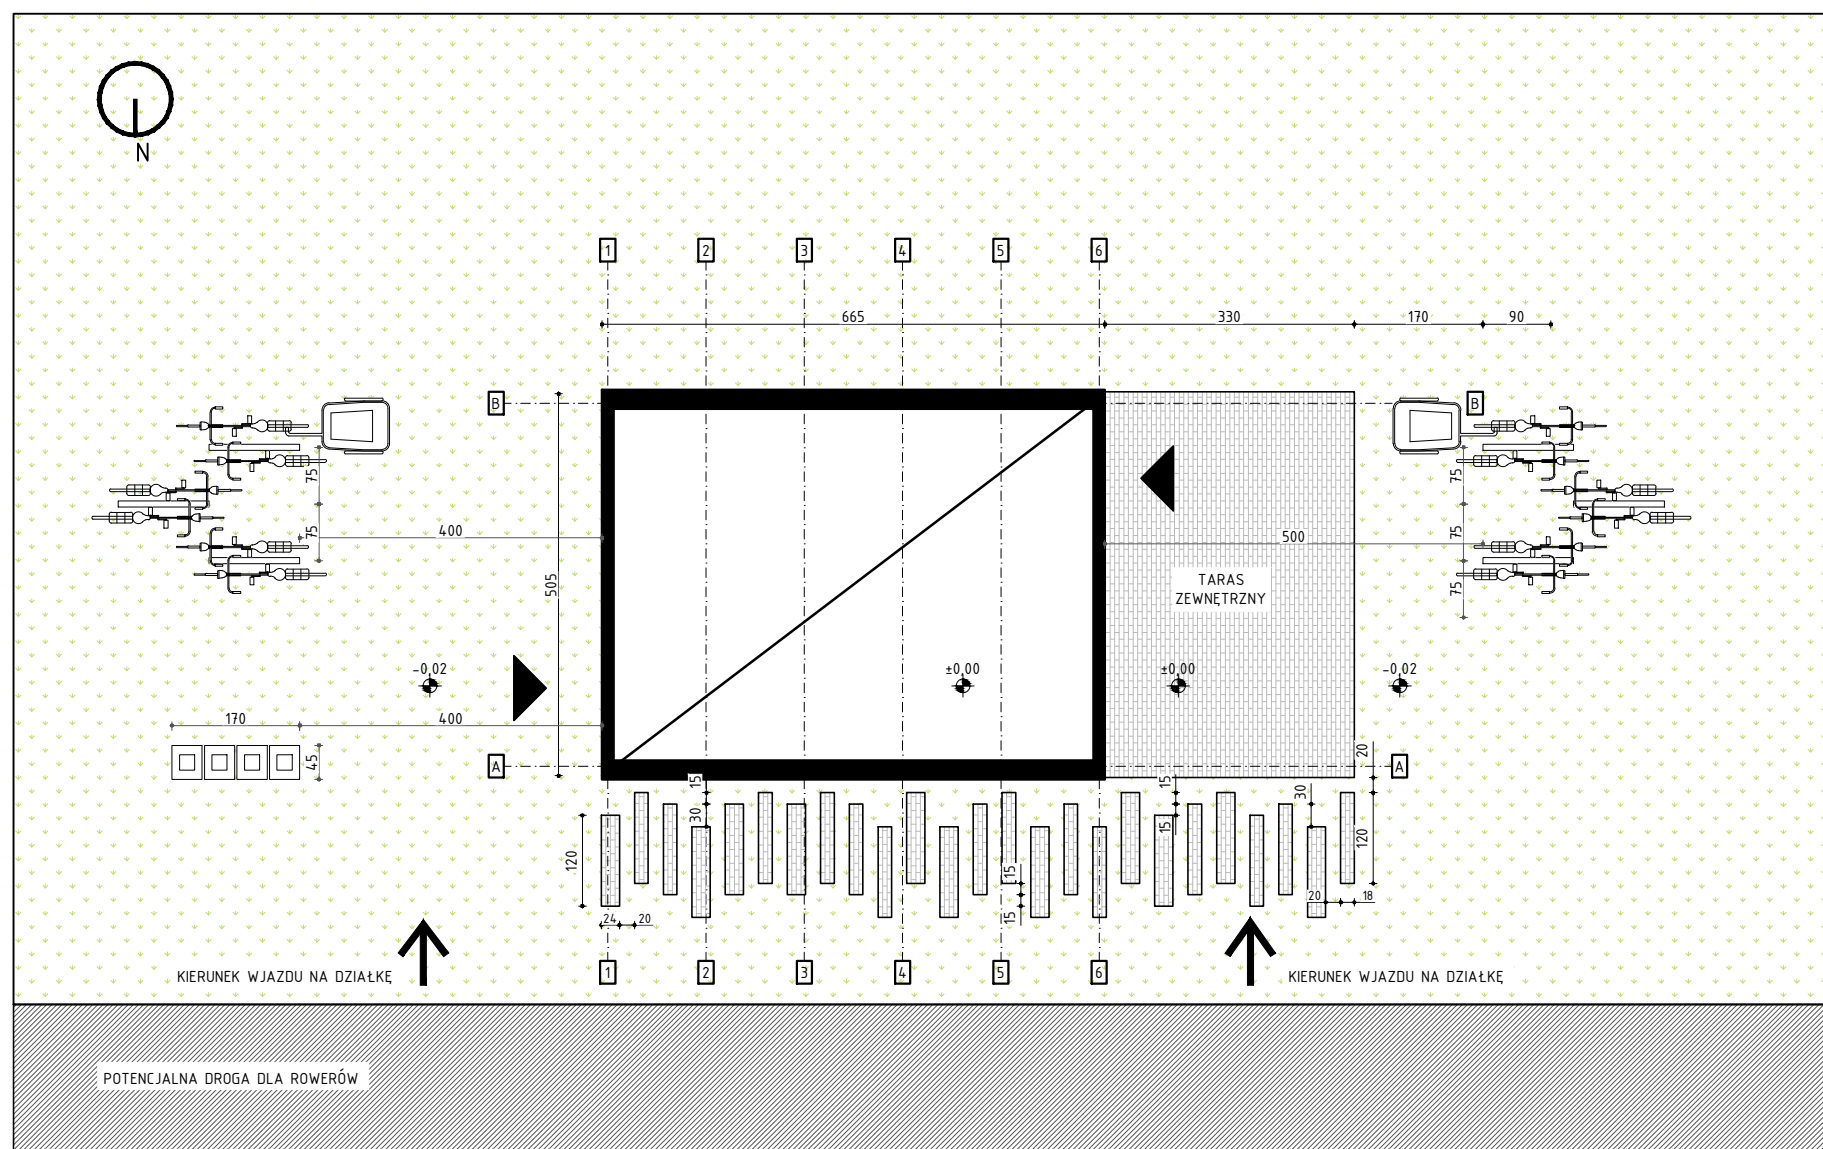 N
1 2 3 4 5 6
665 330 170 90
B B
75 75
75 400 500 75
505
TARAS
ZEWNĘTRZNY
75
-0,02 ±0,00 ±0,00 -0,02
170 400
45
A A
20
15 15 30
30 15
120 120
15
15
24 20 20 18
KIERUNEK WJAZDU NA DZIAŁKĘ
1 2 3 4 5 6
KIERUNEK WJAZDU NA DZIAŁKĘ
POTENCJALNA DROGA DLA ROWERÓW